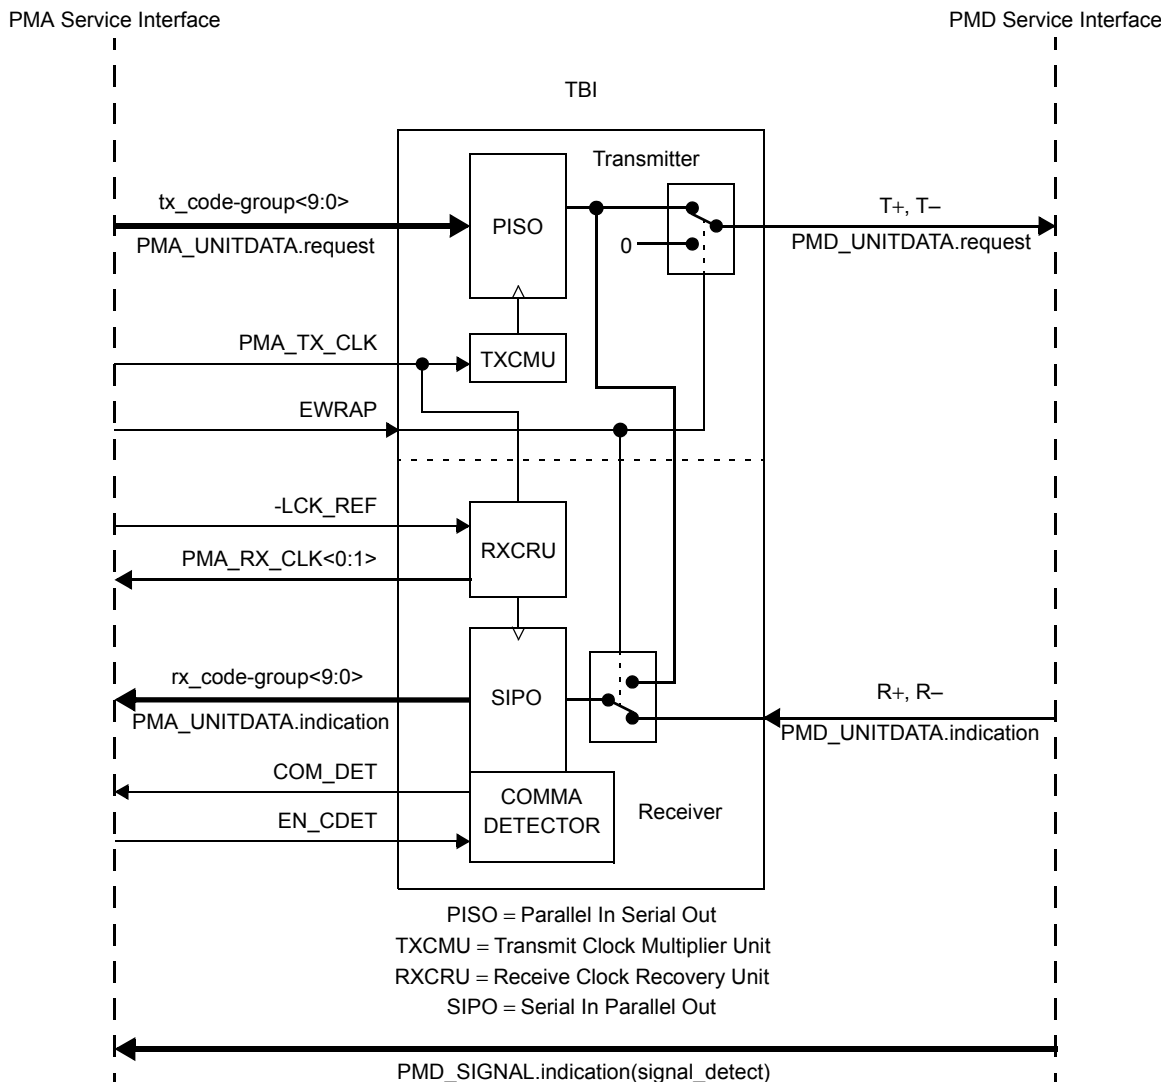 PMA Service Interface
PMD Service Interface
TBI
Transmitter
tx_code-group<9:0>
PMA_UNITDATA.request
PISO
0
T+, T–
PMD_UNITDATA.request
PMA_TX_CLK
TXCMU
EWRAP
-LCK_REF
RXCRU
PMA_RX_CLK<0:1>
rx_code-group<9:0>
PMA_UNITDATA.indication
SIPO
R+, R–
PMD_UNITDATA.indication
COM_DET
EN_CDET
COMMA
DETECTOR
Receiver
PISO = Parallel In Serial Out
TXCMU = Transmit Clock Multiplier Unit
RXCRU = Receive Clock Recovery Unit
SIPO = Serial In Parallel Out
PMD_SIGNAL.indication(signal_detect)